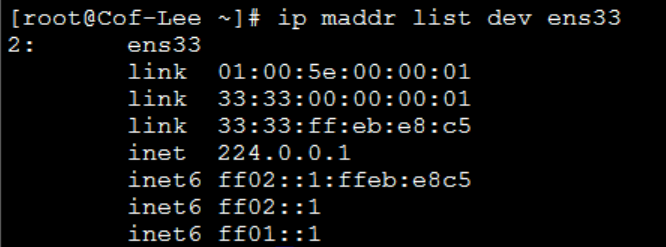 [root@Cof-Lee ~]# ip maddr list dev ens33
2:      ens33
        link  01:00:5e:00:00:01
        link  33:33:00:00:00:01
        link  33:33:ff:eb:e8:c5
        inet  224.0.0.1
        inet6 ff02::1:ffeb:e8c5
        inet6 ff02::1
        inet6 ff01::1